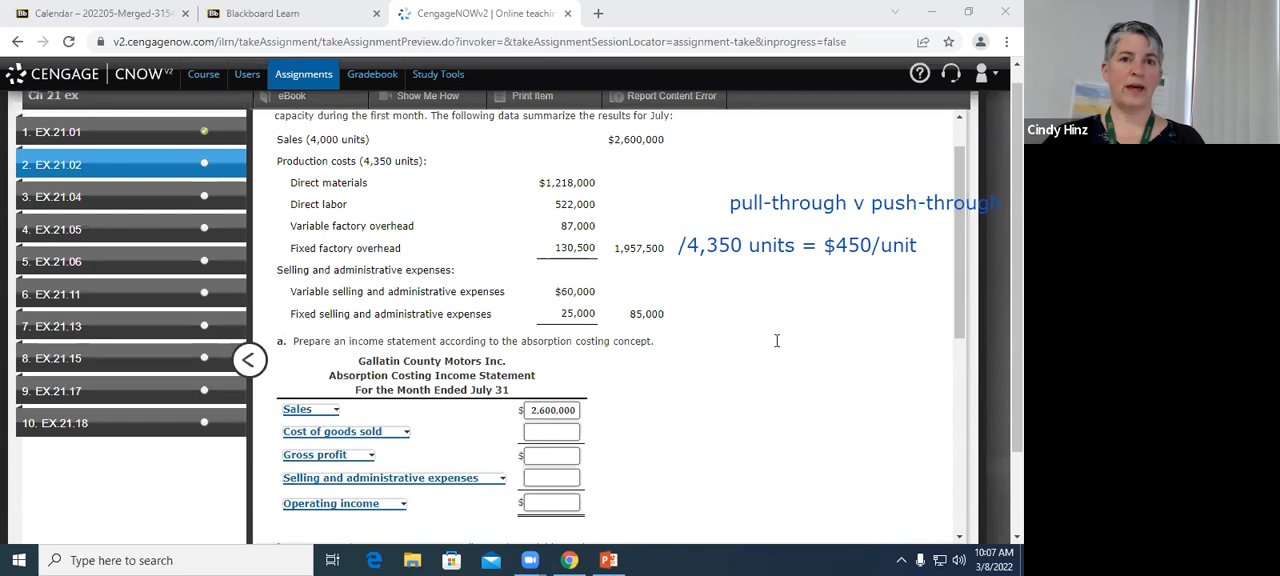 Calendar – 202205-Merged-3154
Blackboard Learn
CengageNOWv2 | Online teachin
v2.cengagenow.com/ilrn/takeAssignment/takeAssignmentPreview.do?invoker=&takeAssignmentSessionLocator=assignment-take&inprogress=false
CENGAGE CNOWv2 Course Users Assignments Gradebook Study Tools
Ch 21 ex
eBook Show Me How Print Item Report Content Error
1. EX.21.01
2. EX.21.02
3. EX.21.04
4. EX.21.05
5. EX.21.06
6. EX.21.11
7. EX.21.13
8. EX.21.15
9. EX.21.17
10. EX.21.18
capacity during the first month. The following data summarize the results for July:
Sales (4,000 units) $2,600,000
Production costs (4,350 units):
Direct materials $1,218,000
Direct labor 522,000
Variable factory overhead 87,000
Fixed factory overhead 130,500 1,957,500
Selling and administrative expenses:
Variable selling and administrative expenses $60,000
Fixed selling and administrative expenses 25,000 85,000
pull-through v push-through
/4,350 units = $450/unit
a. Prepare an income statement according to the absorption costing concept.
Gallatin County Motors Inc.
Absorption Costing Income Statement
For the Month Ended July 31
Sales $ 2,600,000
Cost of goods sold
Gross profit $
Selling and administrative expenses
Operating income $
Cindy Hinz
Type here to search
10:07 AM
3/8/2022